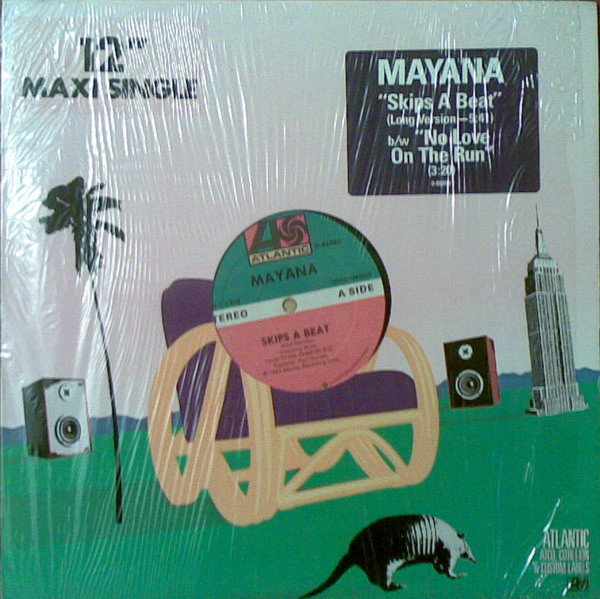 12"
MAXI SINGLE
MAYANA
"Skips A Beat"
(Long Version—5:41)
b/w "No Love
On The Run"
(3:20)
ATLANTIC
MAYANA
STEREO
A SIDE
SKIPS A BEAT
ATLANTIC
ATCO, COTILLION
& CUSTOM LABELS